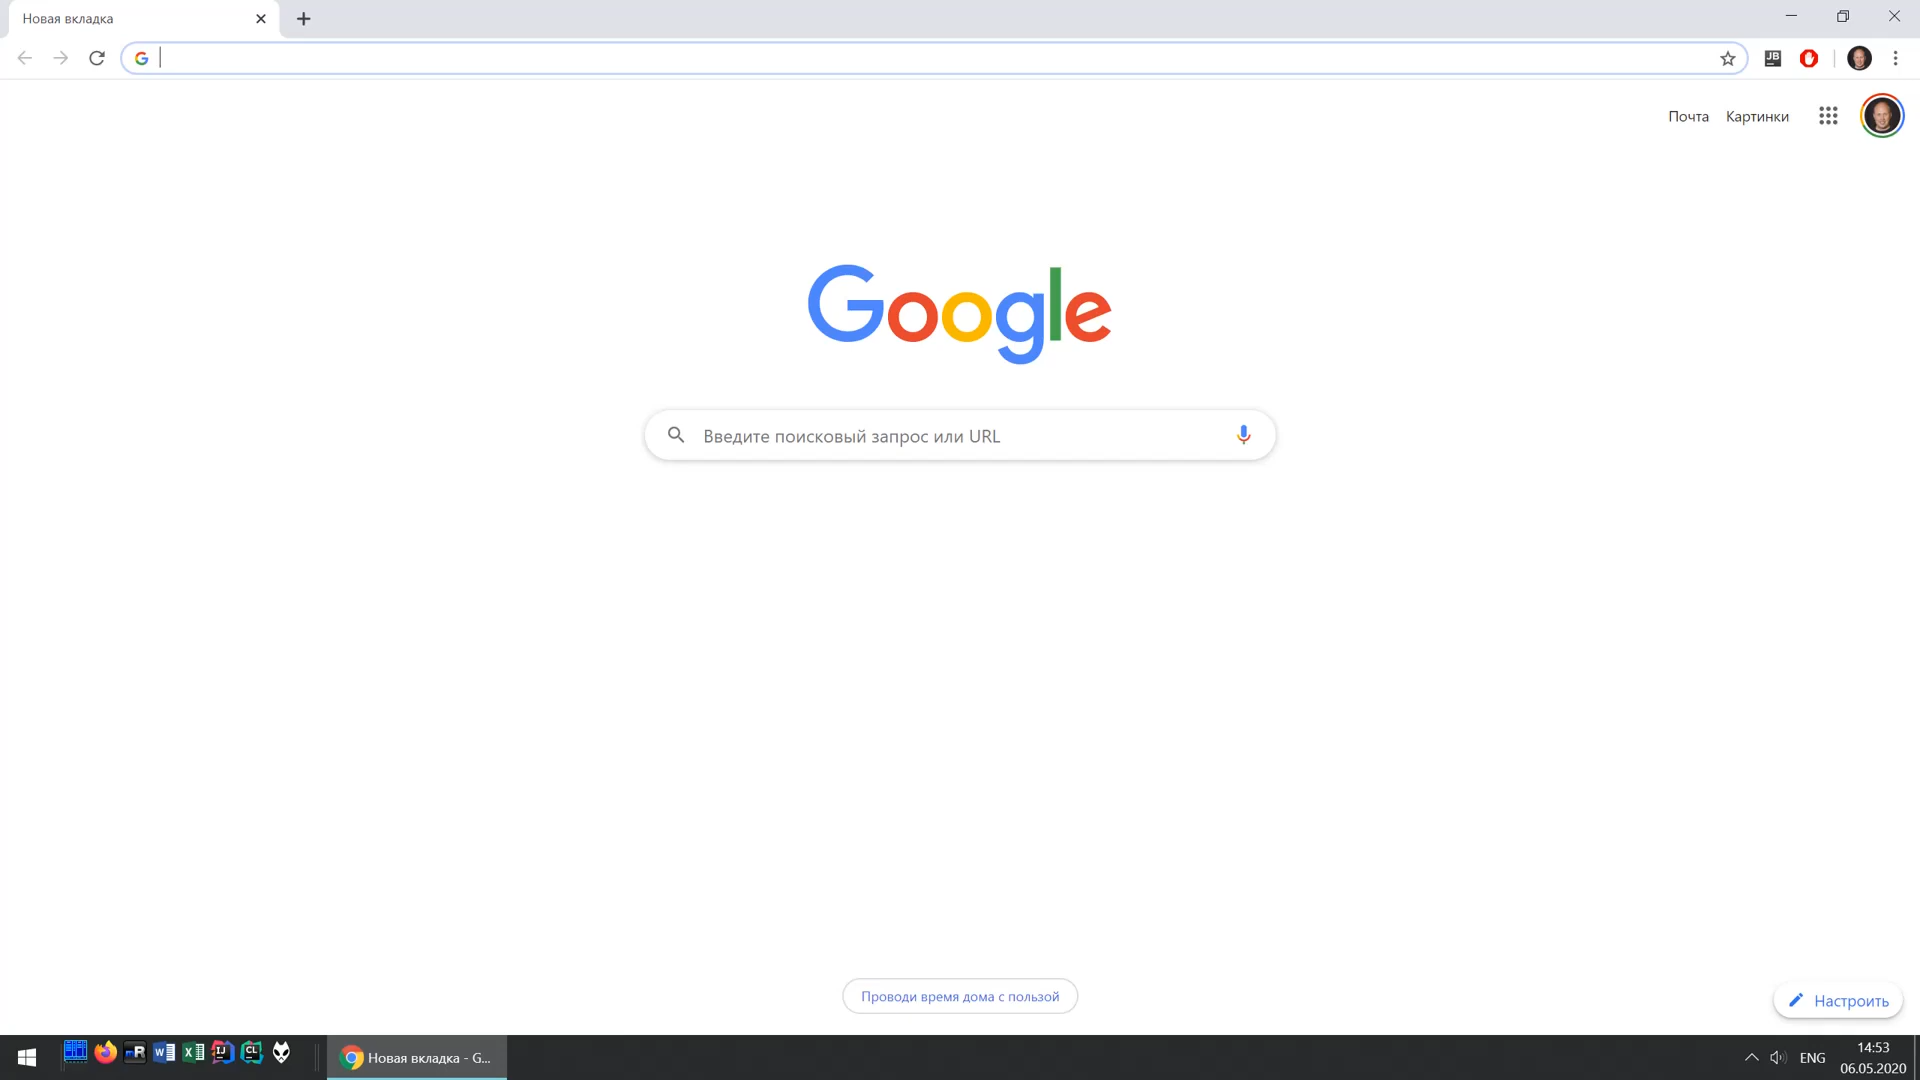 Новая вкладка
Почта Картинки
Google
Введите поисковый запрос или URL
Проводи время дома с пользой
Настроить
Новая вкладка - G...
ENG
14:53
06.05.2020